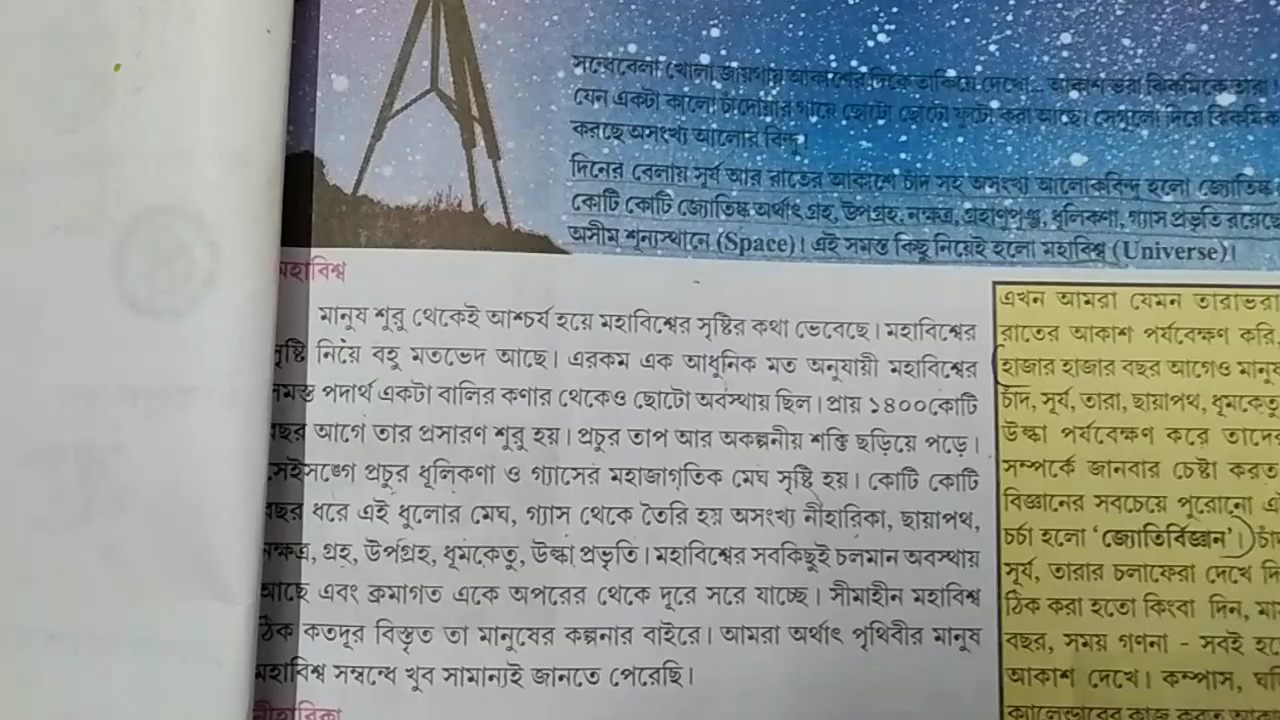 সন্ধেবেলা খোলা জায়গায় আকাশের দিকে তাকিয়ে দেখো... আকাশভরা ঝিকমিকে তারা
যেন একটা কালো চাঁদোয়ার গায়ে ছোটো ছোটো ফুটো করা আছে। সেগুলো দিয়ে ঝিকমিক
করছে অসংখ্য আলোর বিন্দু।
দিনের বেলায় সূর্য আর রাতের আকাশে চাঁদ সহ অসংখ্য আলোকবিন্দু হলো জ্যোতিষ্ক
কোটি কোটি জ্যোতিষ্ক অর্থাৎ গ্রহ, উপগ্রহ, নক্ষত্র, গ্রহাণুপুঞ্জ, ধূলিকণা, গ্যাস প্রভৃতি রয়েছে
অসীম শূন্যস্থানে (Space)। এই সমস্ত কিছু নিয়েই হলো মহাবিশ্ব (Universe)।
মহাবিশ্ব
মানুষ শুরু থেকেই আশ্চর্য হয়ে মহাবিশ্বের সৃষ্টির কথা ভেবেছে। মহাবিশ্বের
সৃষ্টি নিয়ে বহু মতভেদ আছে। এরকম এক আধুনিক মত অনুযায়ী মহাবিশ্বের
সমস্ত পদার্থ একটা বালির কণার থেকেও ছোটো অবস্থায় ছিল। প্রায় ১৪০০কোটি
বছর আগে তার প্রসারণ শুরু হয়। প্রচুর তাপ আর অকল্পনীয় শক্তি ছড়িয়ে পড়ে।
সেইসঙ্গে প্রচুর ধূলিকণা ও গ্যাসের মহাজাগতিক মেঘ সৃষ্টি হয়। কোটি কোটি
বছর ধরে এই ধুলোর মেঘ, গ্যাস থেকে তৈরি হয় অসংখ্য নীহারিকা, ছায়াপথ,
নক্ষত্র, গ্রহ, উপগ্রহ, ধূমকেতু, উল্কা প্রভৃতি। মহাবিশ্বের সবকিছুই চলমান অবস্থায়
আছে এবং ক্রমাগত একে অপরের থেকে দূরে সরে যাচ্ছে। সীমাহীন মহাবিশ্ব
ঠিক কতদূর বিস্তৃত তা মানুষের কল্পনার বাইরে। আমরা অর্থাৎ পৃথিবীর মানুষ
মহাবিশ্ব সম্বন্ধে খুব সামান্যই জানতে পেরেছি।
নীহারিকা
এখন আমরা যেমন তারাভরা
রাতের আকাশ পর্যবেক্ষণ করি,
হাজার হাজার বছর আগেও মানুষ
চাঁদ, সূর্য, তারা, ছায়াপথ, ধূমকেতু
উল্কা পর্যবেক্ষণ করে তাদের
সম্পর্কে জানবার চেষ্টা করত
বিজ্ঞানের সবচেয়ে পুরোনো
চর্চা হলো ‘জ্যোতির্বিজ্ঞান’। চাঁদ
সূর্য, তারার চলাফেরা দেখে
ঠিক করা হতো কিংবা দিন,
বছর, সময় গণনা - সবই
আকাশ দেখে। কম্পাস,
ক্যালেন্ডারের কাজ করত